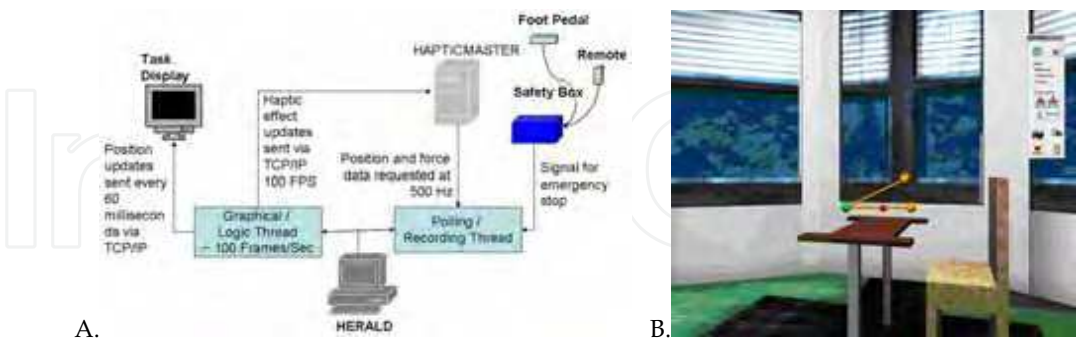 Foot Pedal
HAPTICMASTER
Remote
Task
Display
Safety Box
Haptic
effect
updates
sent via
TCP/IP
100 FPS
Position
updates
sent every
60
millisecon
ds via
TCP/IP
Position and force
data requested at
500 Hz
Signal for
emergency
stop
Graphical /
Logic Thread
~ 100 Frames/Sec
Polling /
Recording Thread
HERALD
A.
B.